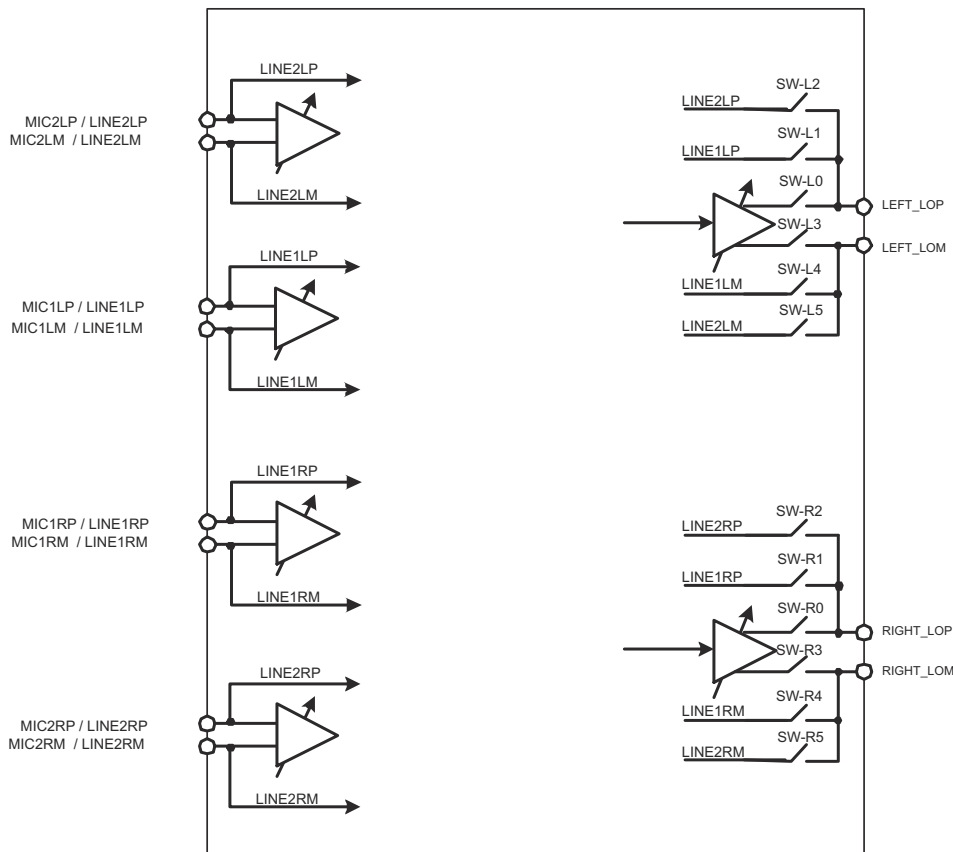 LINE2LP
MIC2LP / LINE2LP
MIC2LM / LINE2LM
LINE2LM
LINE1LP
MIC1LP / LINE1LP
MIC1LM / LINE1LM
LINE1LM
LINE1RP
MIC1RP / LINE1RP
MIC1RM / LINE1RM
LINE1RM
LINE2RP
MIC2RP / LINE2RP
MIC2RM / LINE2RM
LINE2RM
SW-L2
LINE2LP
SW-L1
LINE1LP
SW-L0
LEFT_LOP
SW-L3
LEFT_LOM
SW-L4
LINE1LM
SW-L5
LINE2LM
SW-R2
LINE2RP
SW-R1
LINE1RP
SW-R0
RIGHT_LOP
SW-R3
RIGHT_LOM
SW-R4
LINE1RM
SW-R5
LINE2RM